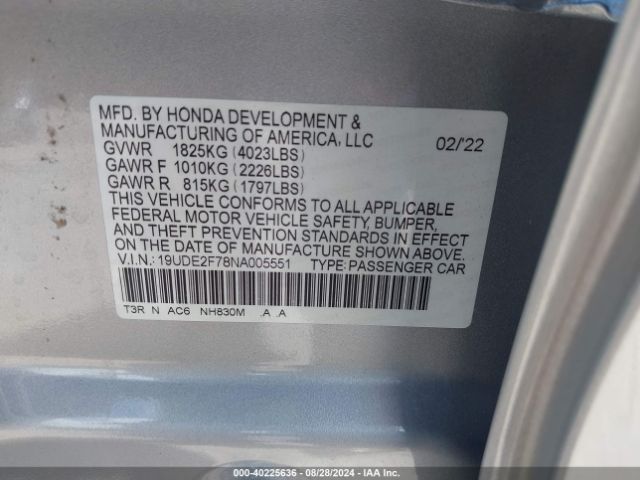 MFD. BY HONDA DEVELOPMENT &
MANUFACTURING OF AMERICA, LLC 02/'22
GVWR 1825KG (4023LBS)
GAWR F 1010KG (2226LBS)
GAWR R 815KG (1797LBS)
THIS VEHICLE CONFORMS TO ALL APPLICABLE
FEDERAL MOTOR VEHICLE SAFETY, BUMPER,
AND THEFT PREVENTION STANDARDS IN EFFECT
ON THE DATE OF MANUFACTURE SHOWN ABOVE.
V.I.N.: 19UDE2F78NA005551 TYPE: PASSENGER CAR
T3R N AC6 NH830M .A .A
000-40225636 - 08/28/2024 - IAA Inc.